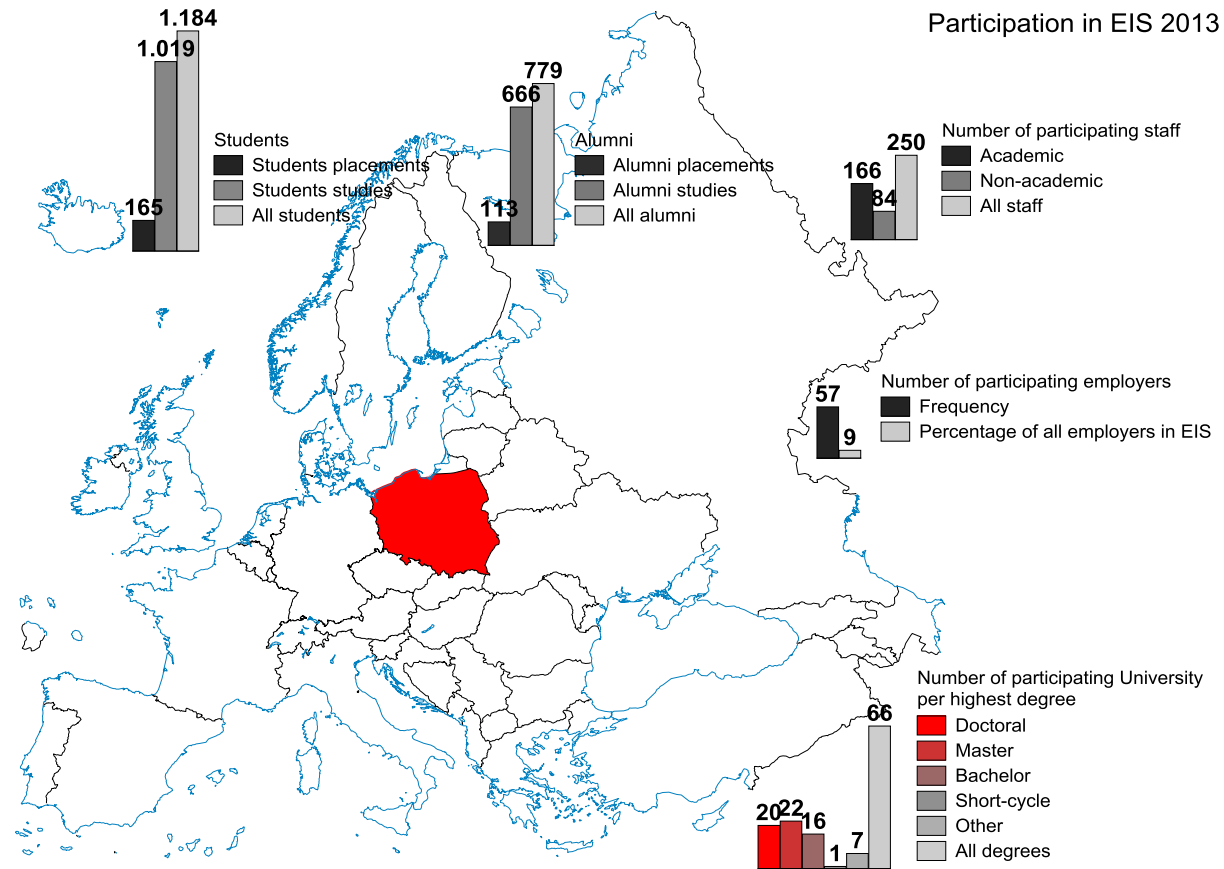 Participation in EIS 2013
1.184
1.019
165
Students
Students placements
Students studies
All students
779
666
113
Alumni
Alumni placements
Alumni studies
All alumni
250
166
84
Number of participating staff
Academic
Non-academic
All staff
57
9
Number of participating employers
Frequency
Percentage of all employers in EIS
Number of participating University
per highest degree
Doctoral
Master
Bachelor
Short-cycle
Other
All degrees
66
20
22
16
1
7